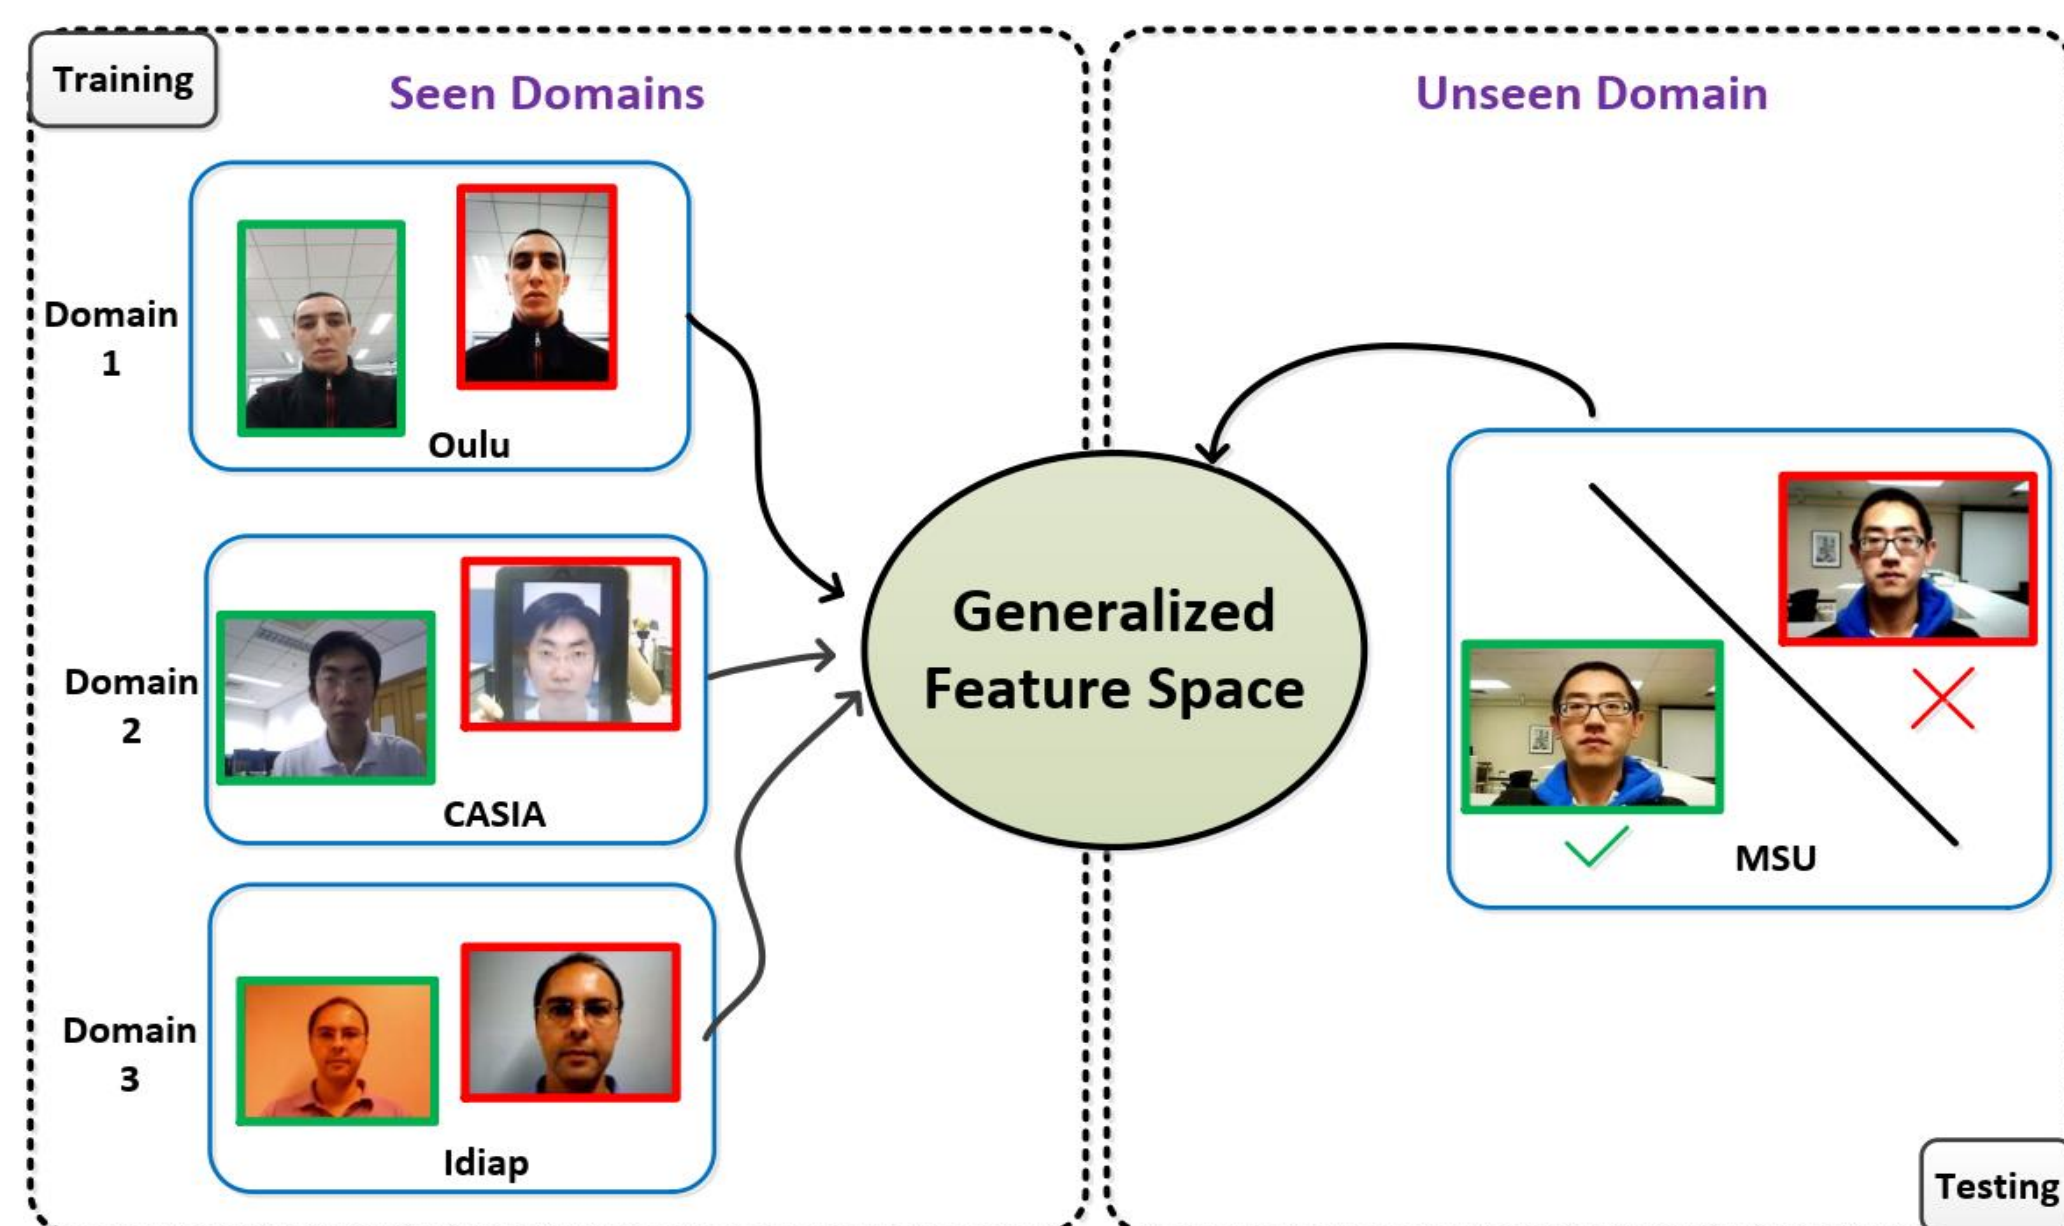 Training
Seen Domains
Unseen Domain
Domain
1
Oulu
Domain
2
CASIA
Domain
3
Idiap
Generalized
Feature Space
MSU
Testing